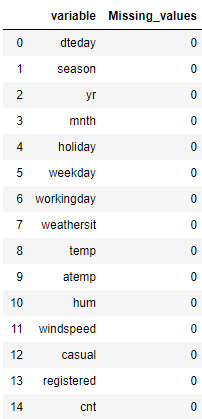 variable Missing_values
0 dteday 0
1 season 0
2 yr 0
3 mnth 0
4 holiday 0
5 weekday 0
6 workingday 0
7 weathersit 0
8 temp 0
9 atemp 0
10 hum 0
11 windspeed 0
12 casual 0
13 registered 0
14 cnt 0